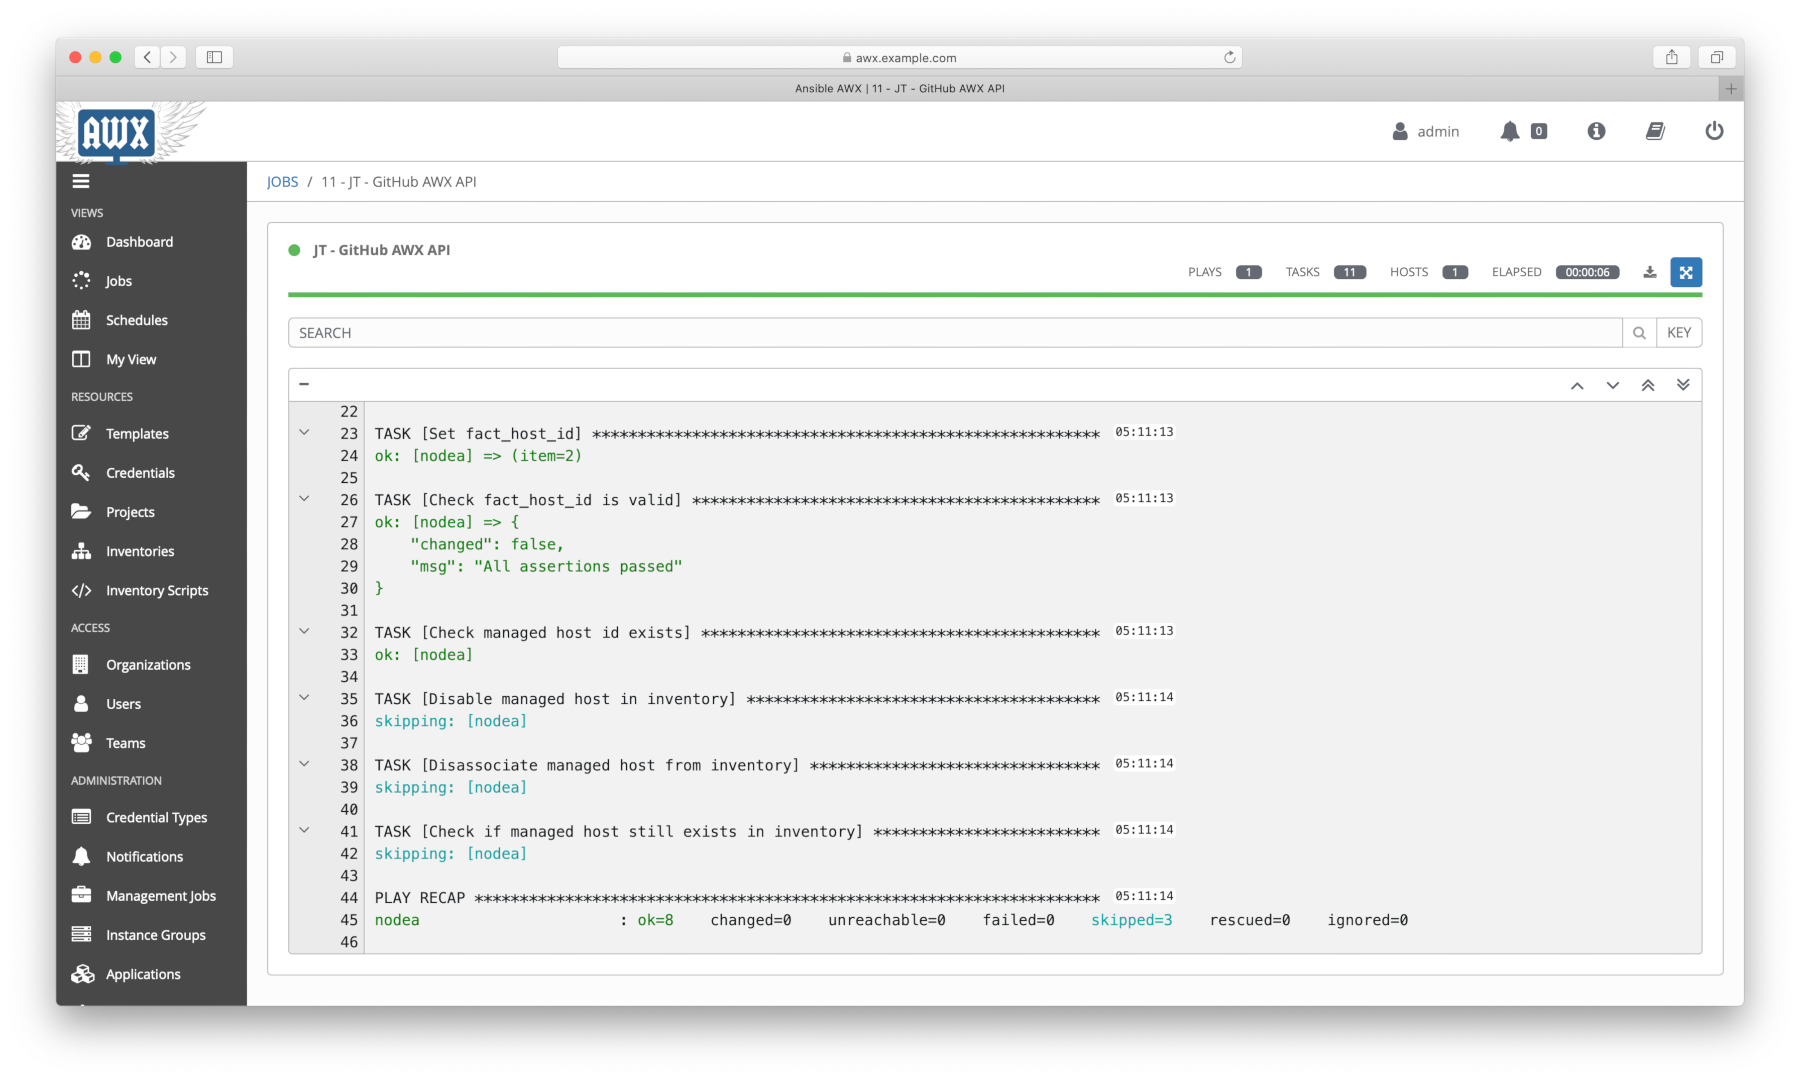 awx.example.com
Ansible AWX | 11 - JT - GitHub AWX API
AWX
admin
0
JOBS / 11 - JT - GitHub AWX API
VIEWS
Dashboard
Jobs
Schedules
My View
RESOURCES
Templates
Credentials
Projects
Inventories
Inventory Scripts
ACCESS
Organizations
Users
Teams
ADMINISTRATION
Credential Types
Notifications
Management Jobs
Instance Groups
Applications
JT - GitHub AWX API
PLAYS 1 TASKS 11 HOSTS 1 ELAPSED 00:00:06
SEARCH KEY
22
23 TASK [Set fact_host_id] ******************************************************** 05:11:13
24 ok: [nodea] => (item=2)
25
26 TASK [Check fact_host_id is valid] ********************************************* 05:11:13
27 ok: [nodea] => {
28 "changed": false,
29 "msg": "All assertions passed"
30 }
31
32 TASK [Check managed host id exists] ******************************************** 05:11:13
33 ok: [nodea]
34
35 TASK [Disable managed host in inventory] *************************************** 05:11:14
36 skipping: [nodea]
37
38 TASK [Disassociate managed host from inventory] ******************************** 05:11:14
39 skipping: [nodea]
40
41 TASK [Check if managed host still exists in inventory] ************************* 05:11:14
42 skipping: [nodea]
43
44 PLAY RECAP ********************************************************************* 05:11:14
45 nodea : ok=8 changed=0 unreachable=0 failed=0 skipped=3 rescued=0 ignored=0
46